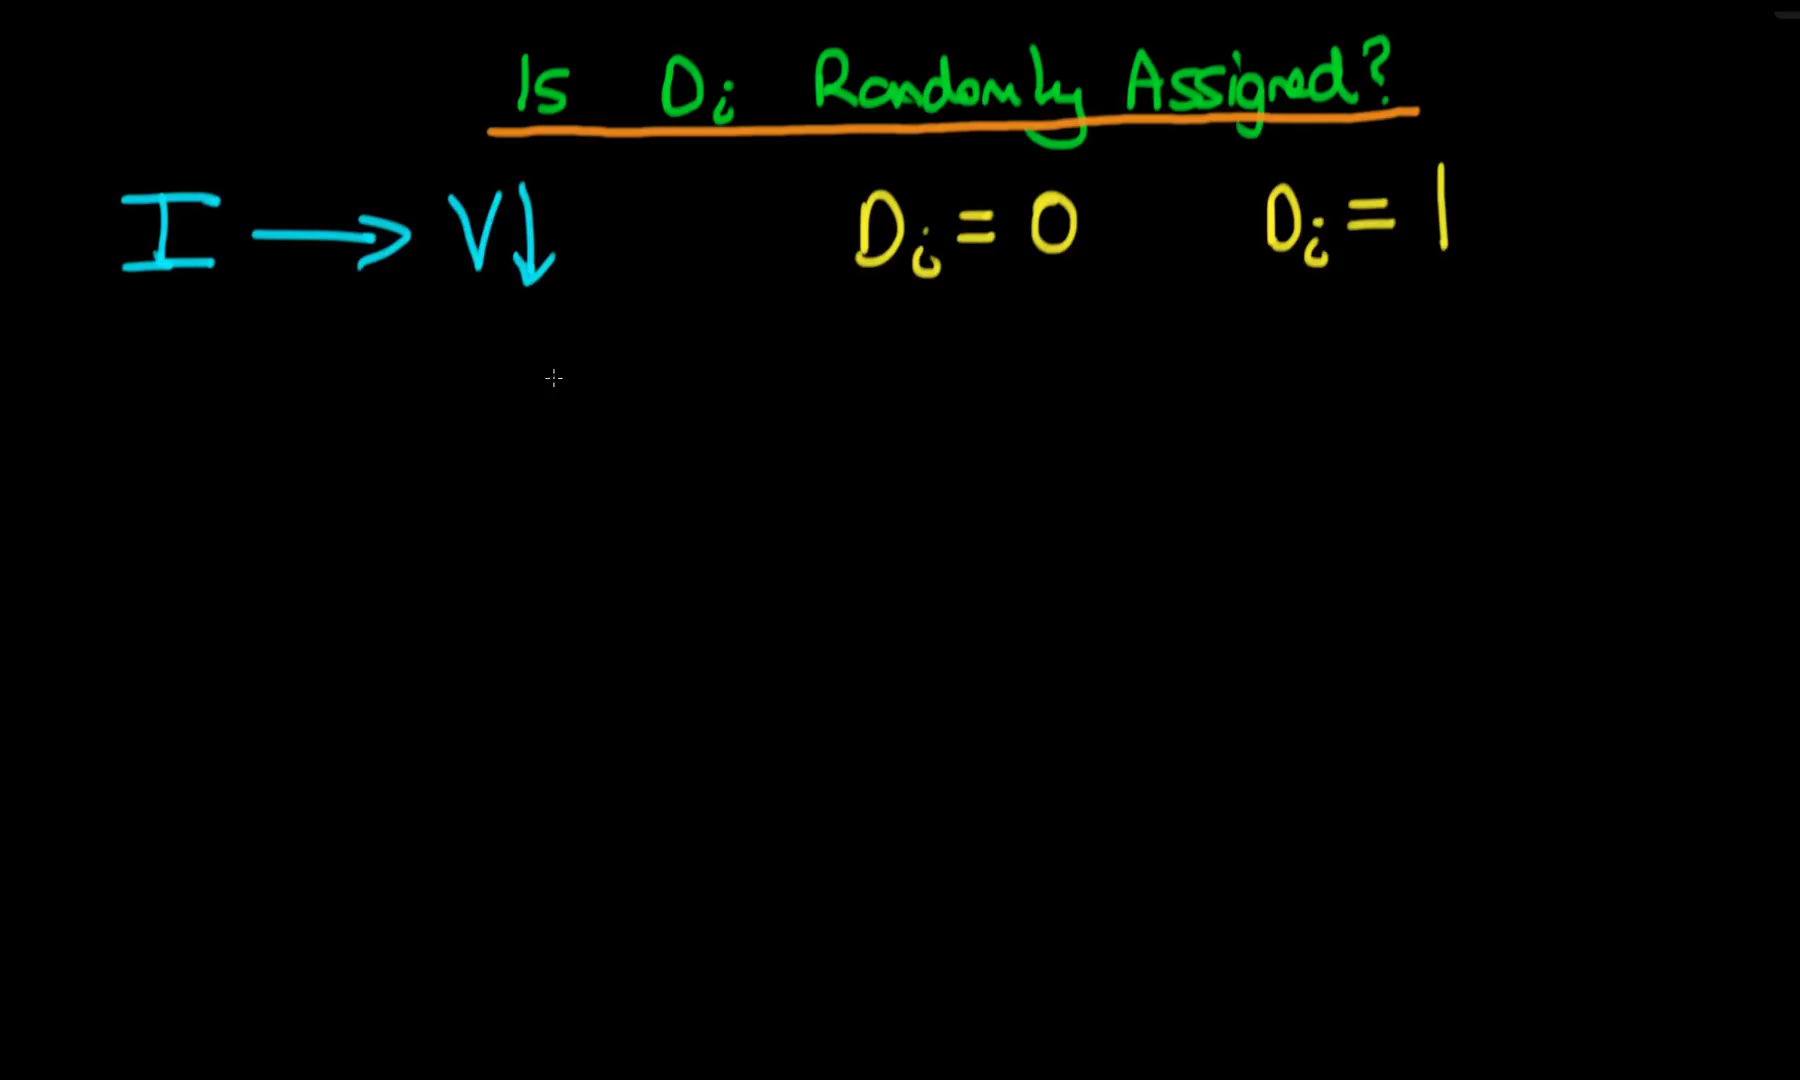 Is Di Randomly Assigned?
I → V↓ Di = 0 Di = 1